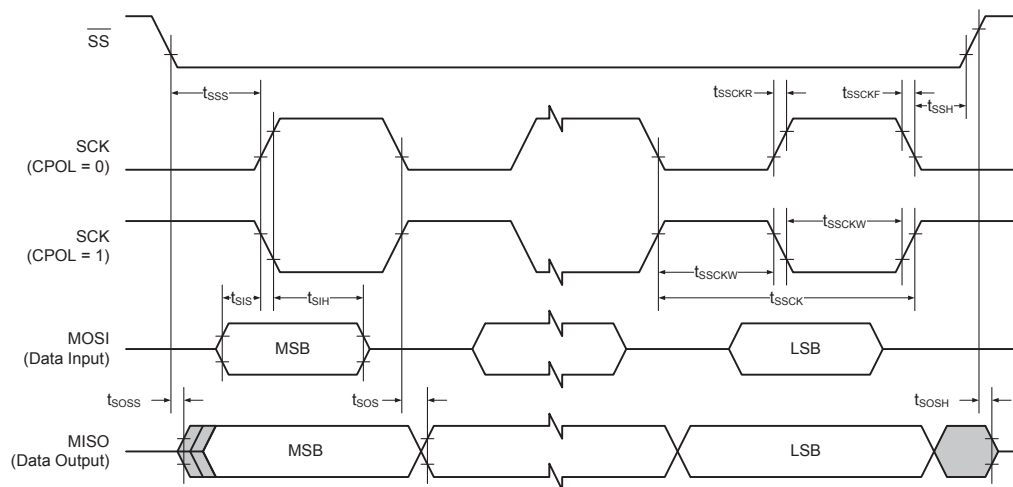 SS
tSSS
tSSCKR
tSSCKF
tSSH
SCK
(CPOL = 0)
SCK
(CPOL = 1)
tSSCKW
tSSCKW
tSSCK
tSIS
tSIH
MOSI
(Data Input)
MSB
LSB
tSOSS
tSOS
tSOSH
MISO
(Data Output)
MSB
LSB